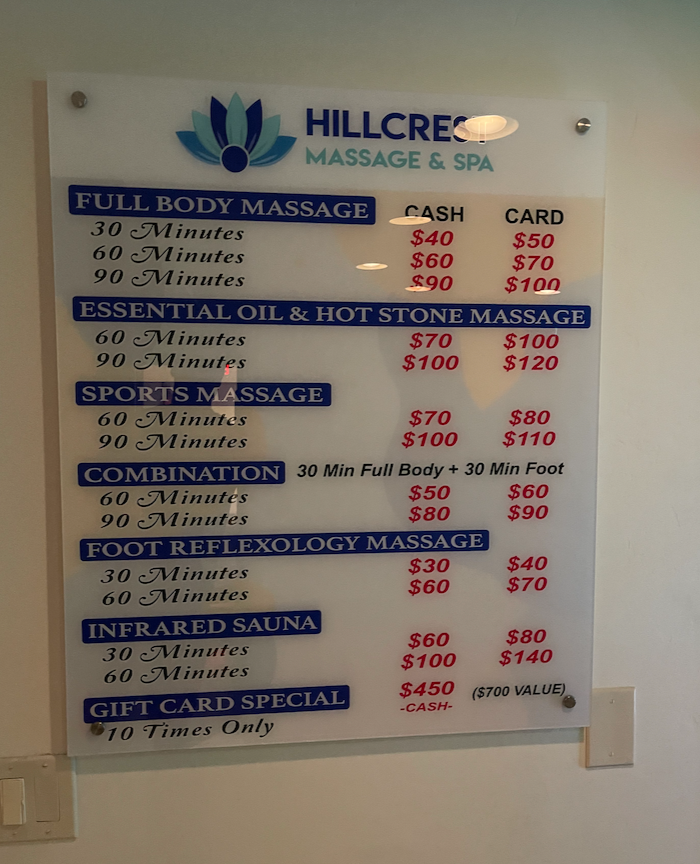 HILLCREST
MASSAGE & SPA
FULL BODY MASSAGE CASH CARD
30 Minutes $40 $50
60 Minutes $60 $70
90 Minutes $90 $100
ESSENTIAL OIL & HOT STONE MASSAGE
60 Minutes $70 $100
90 Minutes $100 $120
SPORTS MASSAGE
60 Minutes $70 $80
90 Minutes $100 $110
COMBINATION 30 Min Full Body + 30 Min Foot
60 Minutes $50 $60
90 Minutes $80 $90
FOOT REFLEXOLOGY MASSAGE
30 Minutes $30 $40
60 Minutes $60 $70
INFRARED SAUNA
30 Minutes $60 $80
60 Minutes $100 $140
GIFT CARD SPECIAL $450 ($700 VALUE)
-CASH-
10 Times Only